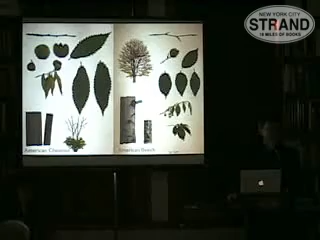 NEW YORK CITY
STRAND
18 MILES OF BOOKS
American Chestnut
American Beech